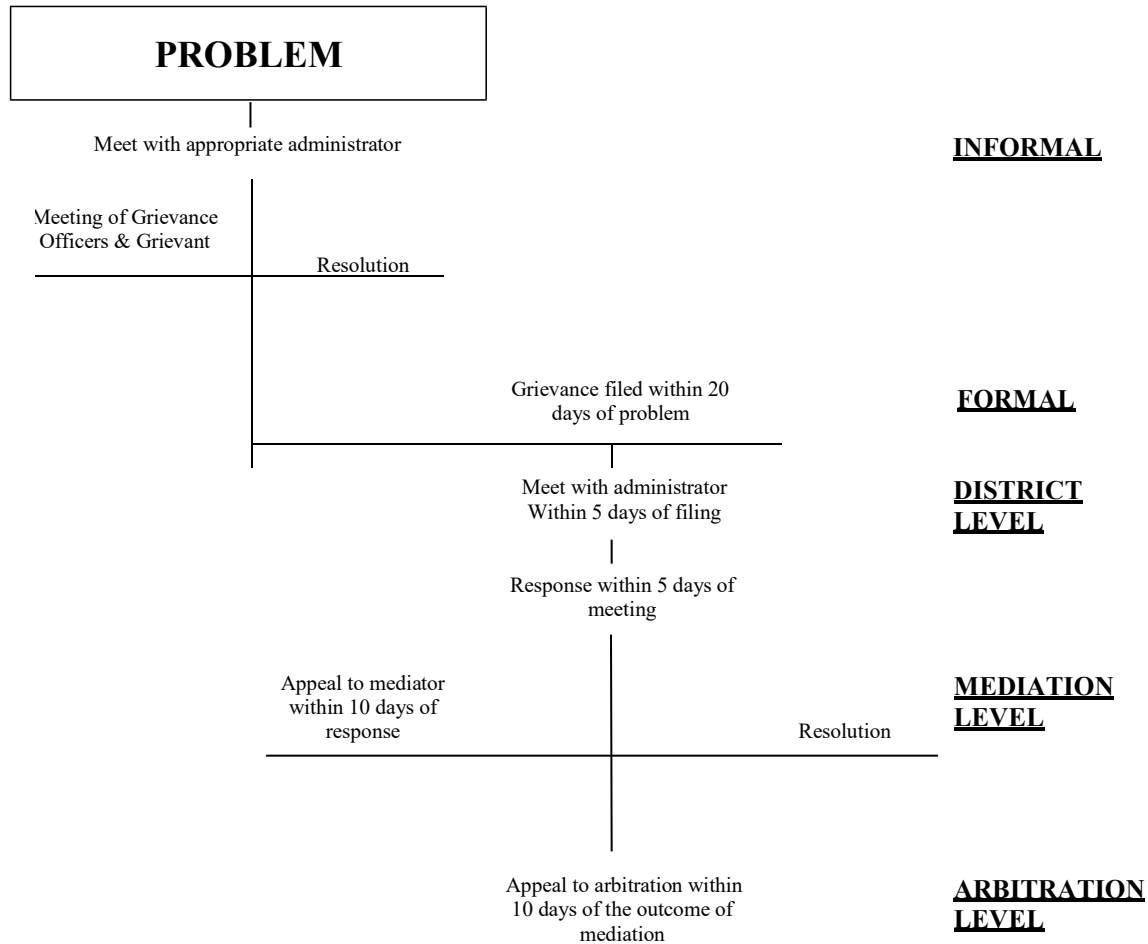 PROBLEM
Meet with appropriate administrator
INFORMAL
Meeting of Grievance
Officers & Grievant
Resolution
Grievance filed within 20
days of problem
FORMAL
Meet with administrator
Within 5 days of filing
DISTRICT
LEVEL
Response within 5 days of
meeting
Appeal to mediator
within 10 days of
response
Resolution
MEDIATION
LEVEL
Appeal to arbitration within
10 days of the outcome of
mediation
ARBITRATION
LEVEL